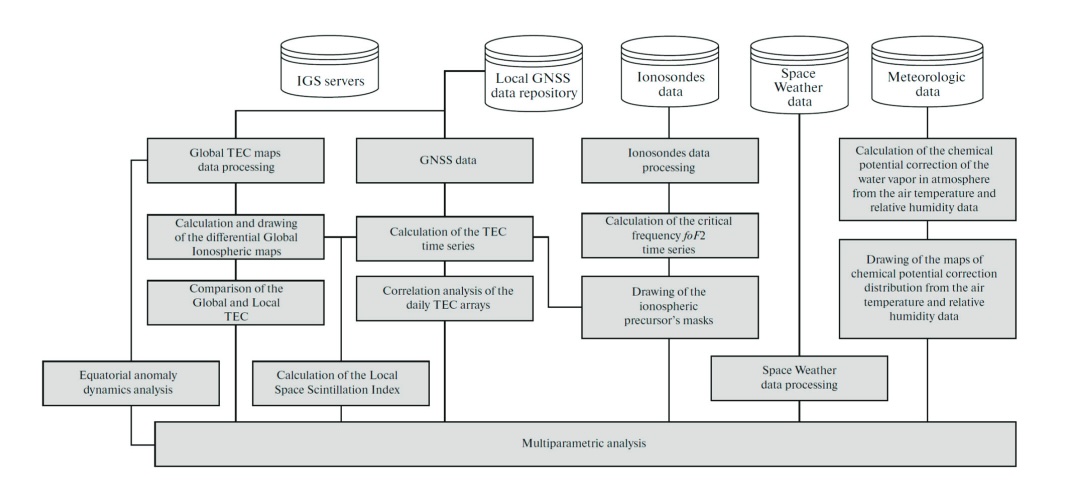 IGS servers
Local GNSS
data repository
Ionosondes
data
Space
Weather
data
Meteorologic
data
Global TEC maps
data processing
GNSS data
Ionosondes data
processing
Calculation of the chemical
potential correction of the
water vapor in atmosphere
from the air temperature and
relative humidity data
Calculation and drawing
of the differential Global
Ionospheric maps
Calculation of the TEC
time series
Calculation of the critical
frequency foF2
time series
Drawing of the maps of
chemical potential correction
distribution from the air
temperature and relative
humidity data
Comparison of the
Global and Local
TEC
Correlation analysis of the
daily TEC arrays
Drawing of the
ionospheric
precursor's masks
Equatorial anomaly
dynamics analysis
Calculation of the Local
Space Scintillation Index
Space Weather
data processing
Multiparametric analysis